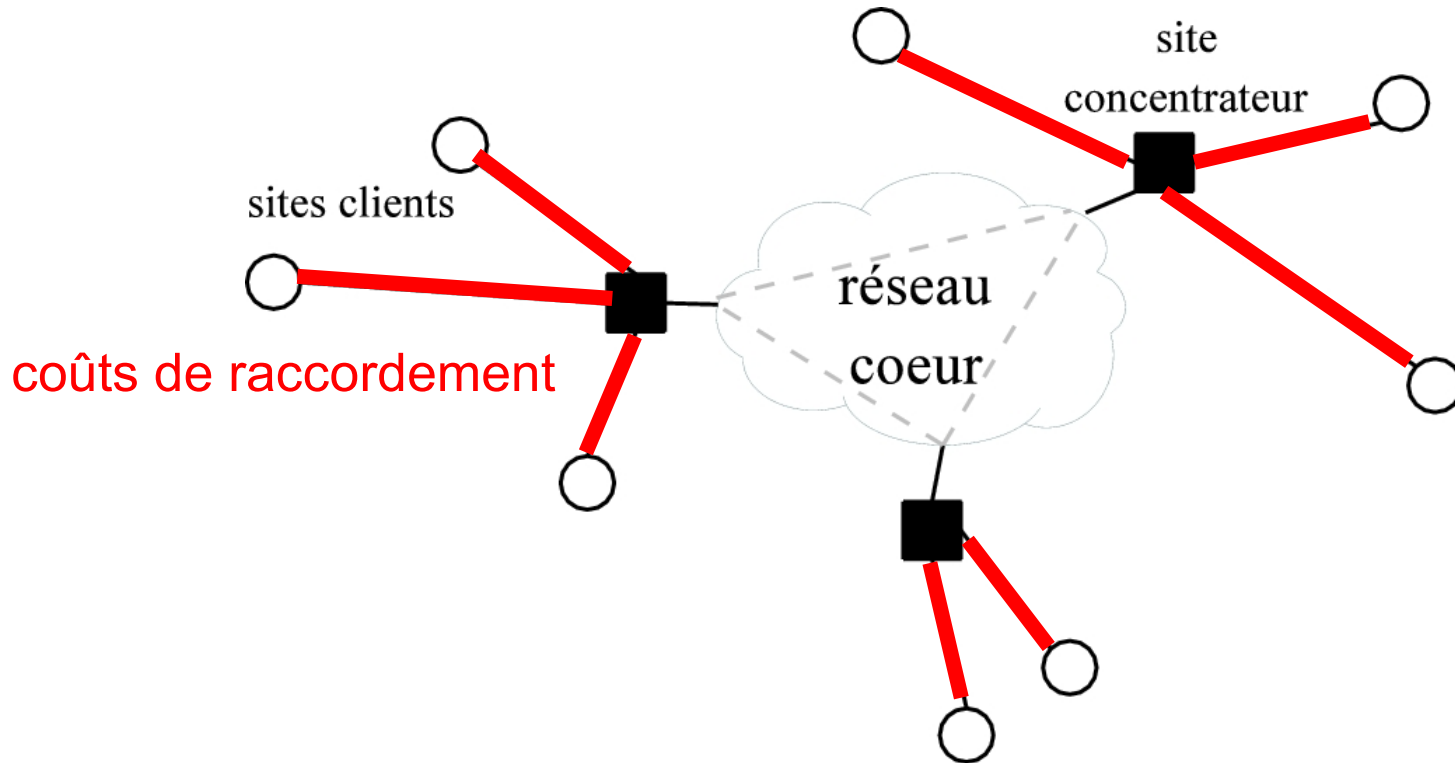 site
concentrateur
sites clients
réseau
coeur
coûts de raccordement